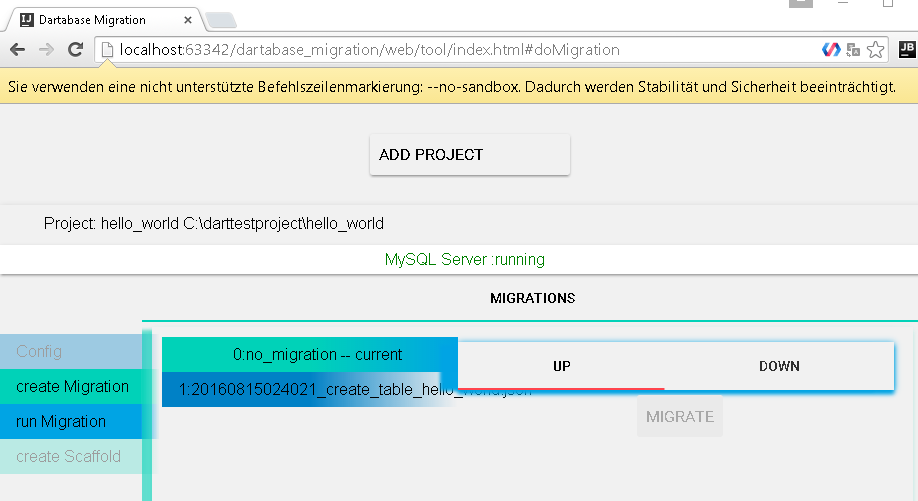 Dartabase Migration
localhost:63342/dartabase_migration/web/tool/index.html#doMigration
Sie verwenden eine nicht unterstützte Befehlszeilenmarkierung: --no-sandbox. Dadurch werden Stabilität und Sicherheit beeinträchtigt.
ADD PROJECT
Project: hello_world C:\darttestproject\hello_world
MySQL Server :running
MIGRATIONS
Config
create Migration
run Migration
create Scaffold
0:no_migration -- current
1:20160815024021_create_table_hello_world.json
UP
DOWN
MIGRATE
IJ
JB